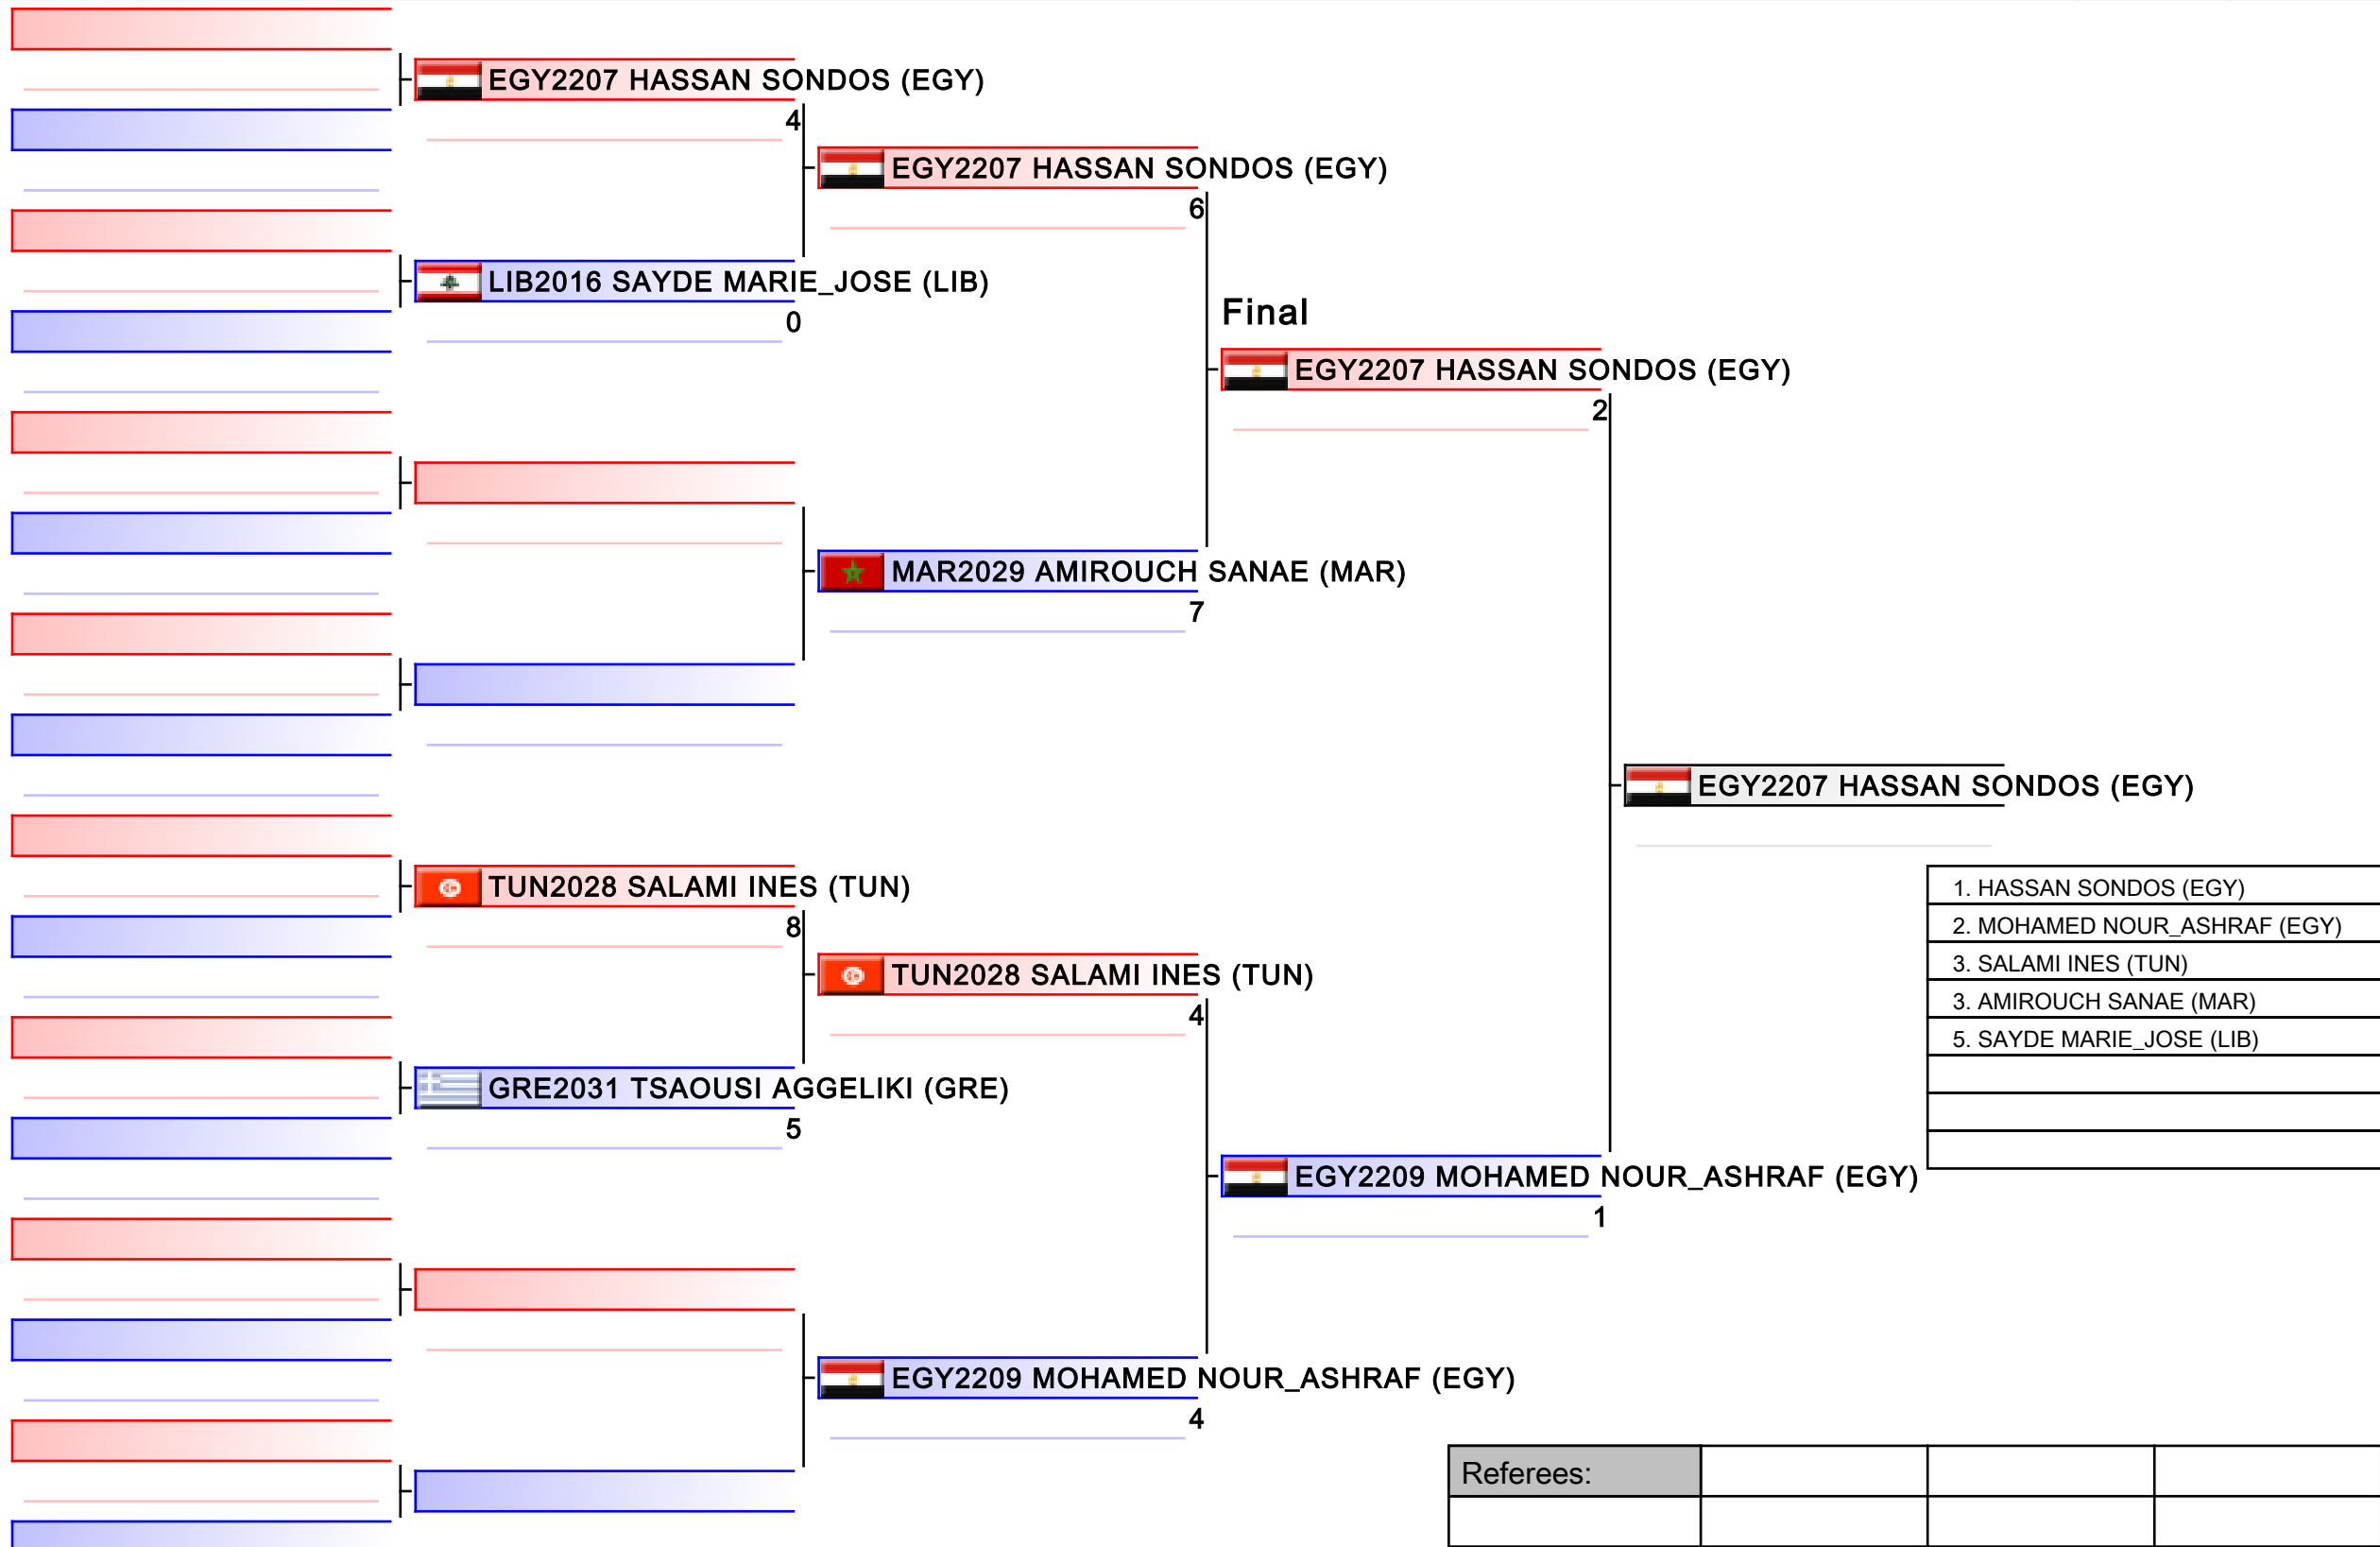 EGY2207 HASSAN SONDOS (EGY)
4
EGY2207 HASSAN SONDOS (EGY)
6
LIB2016 SAYDE MARIE_JOSE (LIB)
0
Final
EGY2207 HASSAN SONDOS (EGY)
2
MAR2029 AMIROUCH SANAE (MAR)
7
EGY2207 HASSAN SONDOS (EGY)
TUN2028 SALAMI INES (TUN)
8
TUN2028 SALAMI INES (TUN)
4
GRE2031 TSAOUSI AGGELIKI (GRE)
5
EGY2209 MOHAMED NOUR_ASHRAF (EGY)
1
EGY2209 MOHAMED NOUR_ASHRAF (EGY)
4
1. HASSAN SONDOS (EGY)
2. MOHAMED NOUR_ASHRAF (EGY)
3. SALAMI INES (TUN)
3. AMIROUCH SANAE (MAR)
5. SAYDE MARIE_JOSE (LIB)
Referees: